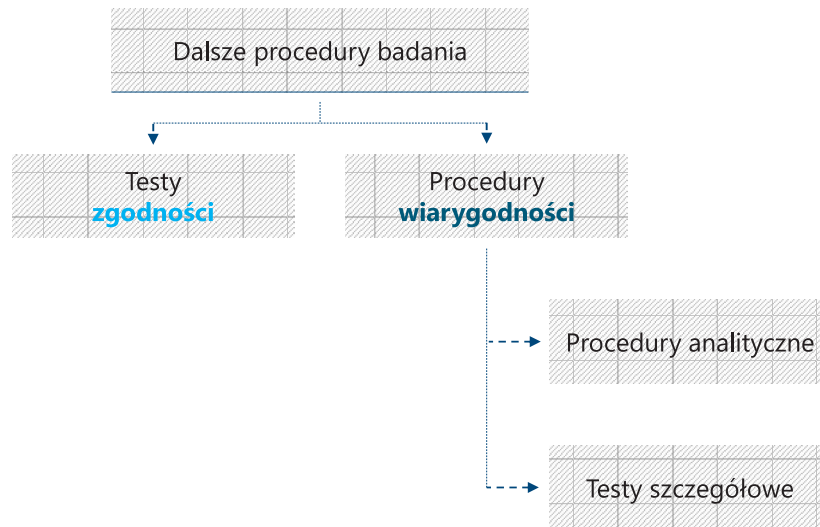 Dalsze procedury badania
Testy
zgodności
Procedury
wiarygodności
Procedury analityczne
Testy szczegółowe